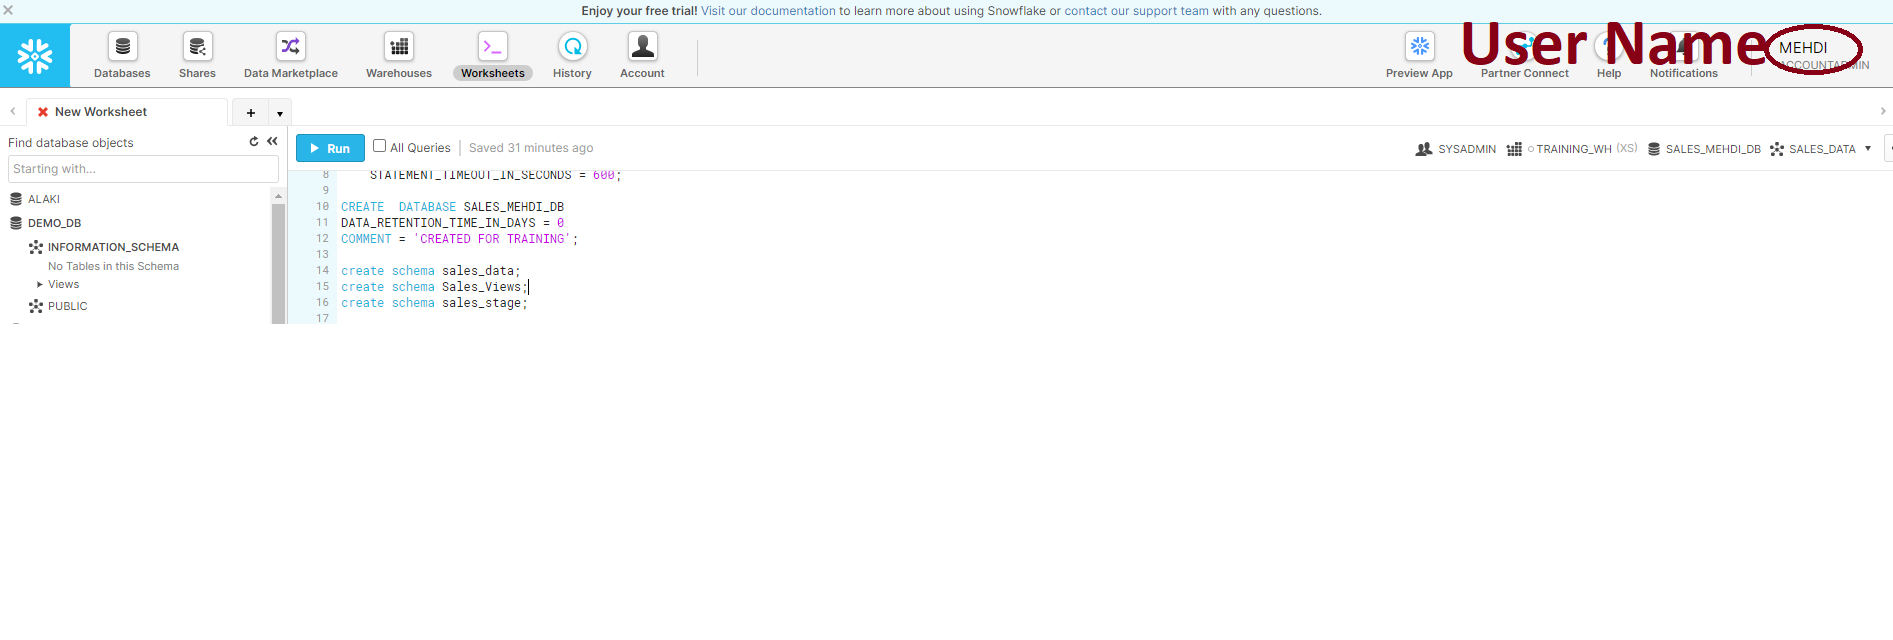 Enjoy your free trial! Visit our documentation to learn more about using Snowflake or contact our support team with any questions.
Databases Shares Data Marketplace Warehouses Worksheets History Account Preview App Partner Connect Help Notifications
User Name MEHDI
ACCOUNTADMIN
New Worksheet
Find database objects
Starting with...
ALAKI
DEMO_DB
INFORMATION_SCHEMA
No Tables in this Schema
Views
PUBLIC
Run All Queries | Saved 31 minutes ago SYSADMIN TRAINING_WH (XS) SALES_MEHDI_DB SALES_DATA
8 STATEMENT_TIMEOUT_IN_SECONDS = 600;
9
10 CREATE  DATABASE SALES_MEHDI_DB
11 DATA_RETENTION_TIME_IN_DAYS = 0
12 COMMENT = 'CREATED FOR TRAINING';
13
14 create schema sales_data;
15 create schema Sales_Views;
16 create schema sales_stage;
17